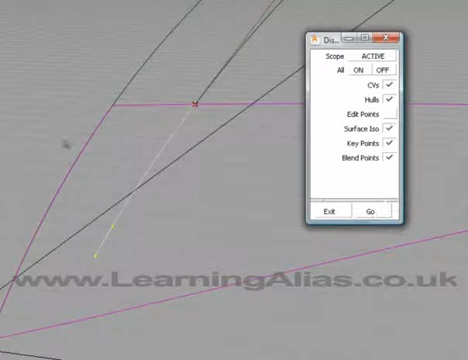 Dis...
Scope ACTIVE
All ON OFF
CVs
Hulls
Edit Points
Surface Iso
Key Points
Blend Points
Exit Go
www.LearningAlias.co.uk